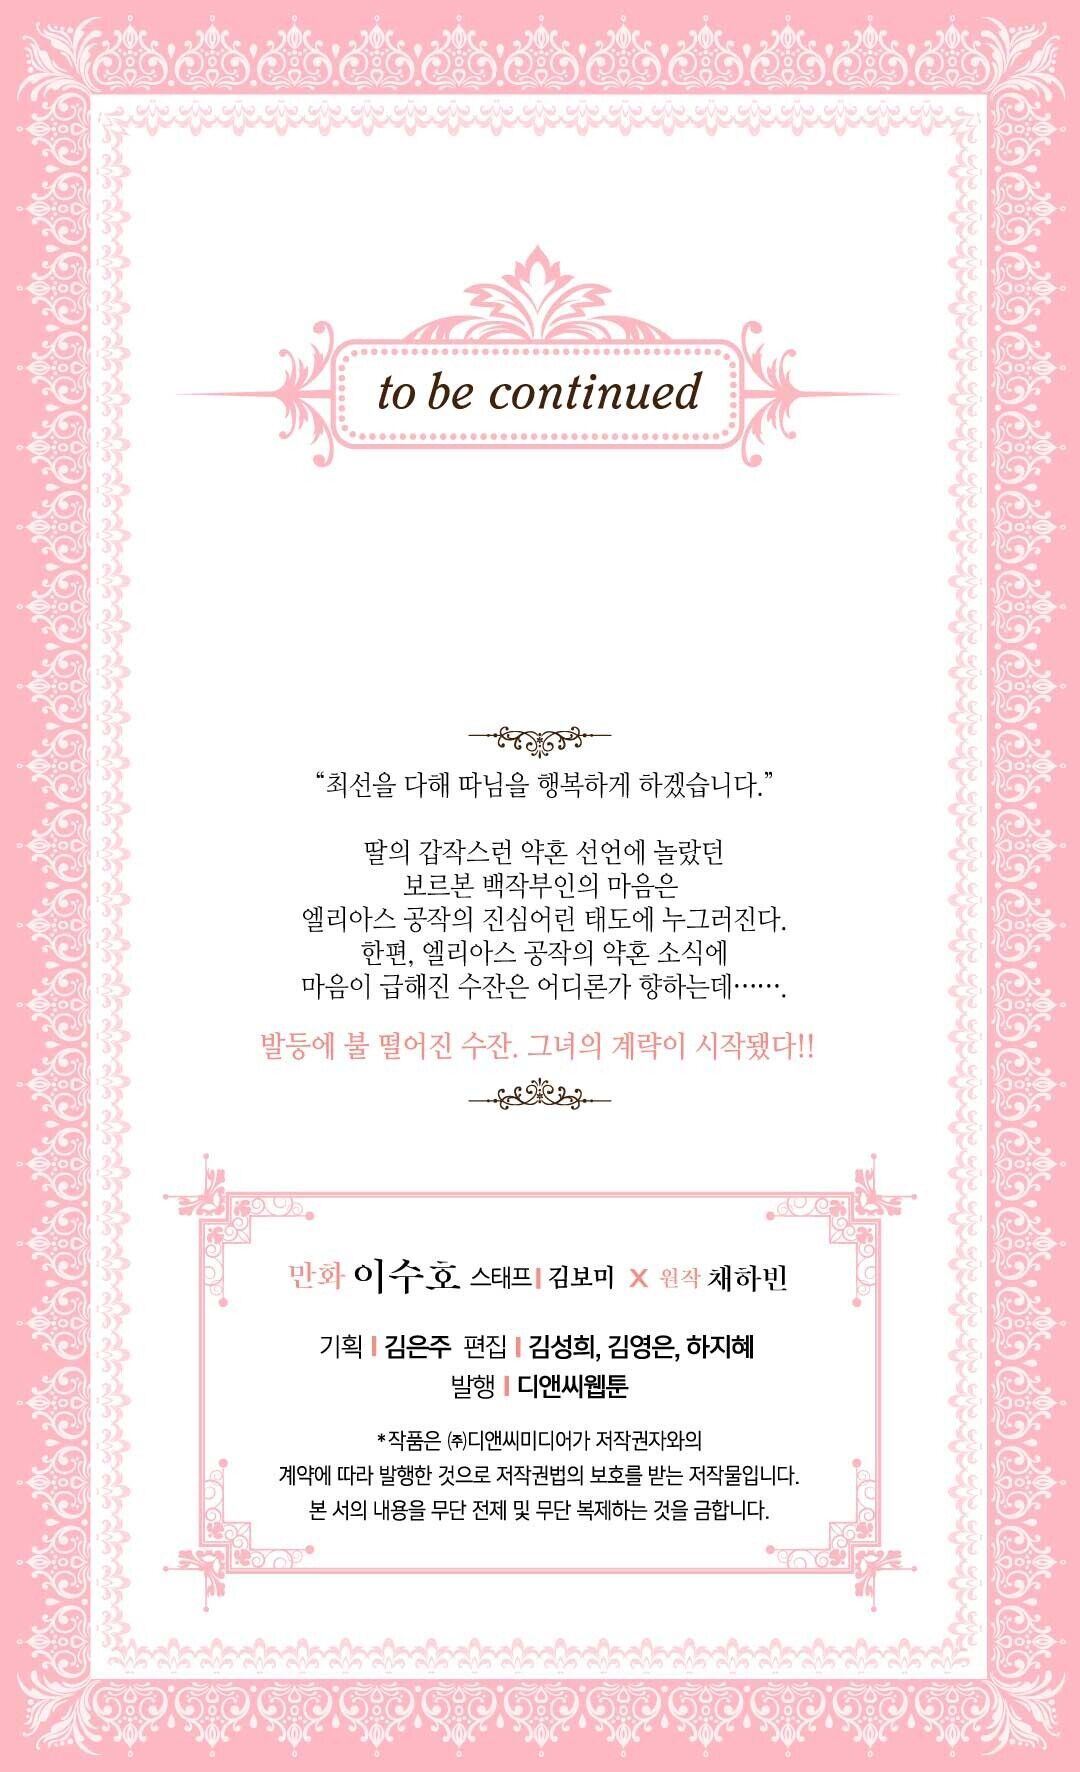 to be continued
“최선을 다해 따님을 행복하게 하겠습니다.”
딸의 갑작스런 약혼 선언에 놀랐던
보르본 백작부인의 마음은
엘리아스 공작의 진심어린 태도에 누그러진다.
한편, 엘리아스 공작의 약혼 소식에
마음이 급해진 수잔은 어디론가 향하는데…….
발등에 불 떨어진 수잔. 그녀의 계략이 시작됐다!!
만화 이수호 스태프 | 김보미 X 원작 채하빈
기획 | 김은주 편집 | 김성희, 김영은, 하지혜
발행 | 디앤씨웹툰
*작품은 ㈜디앤씨미디어가 저작권자와의
계약에 따라 발행한 것으로 저작권법의 보호를 받는 저작물입니다.
본 서의 내용을 무단 전제 및 무단 복제하는 것을 금합니다.